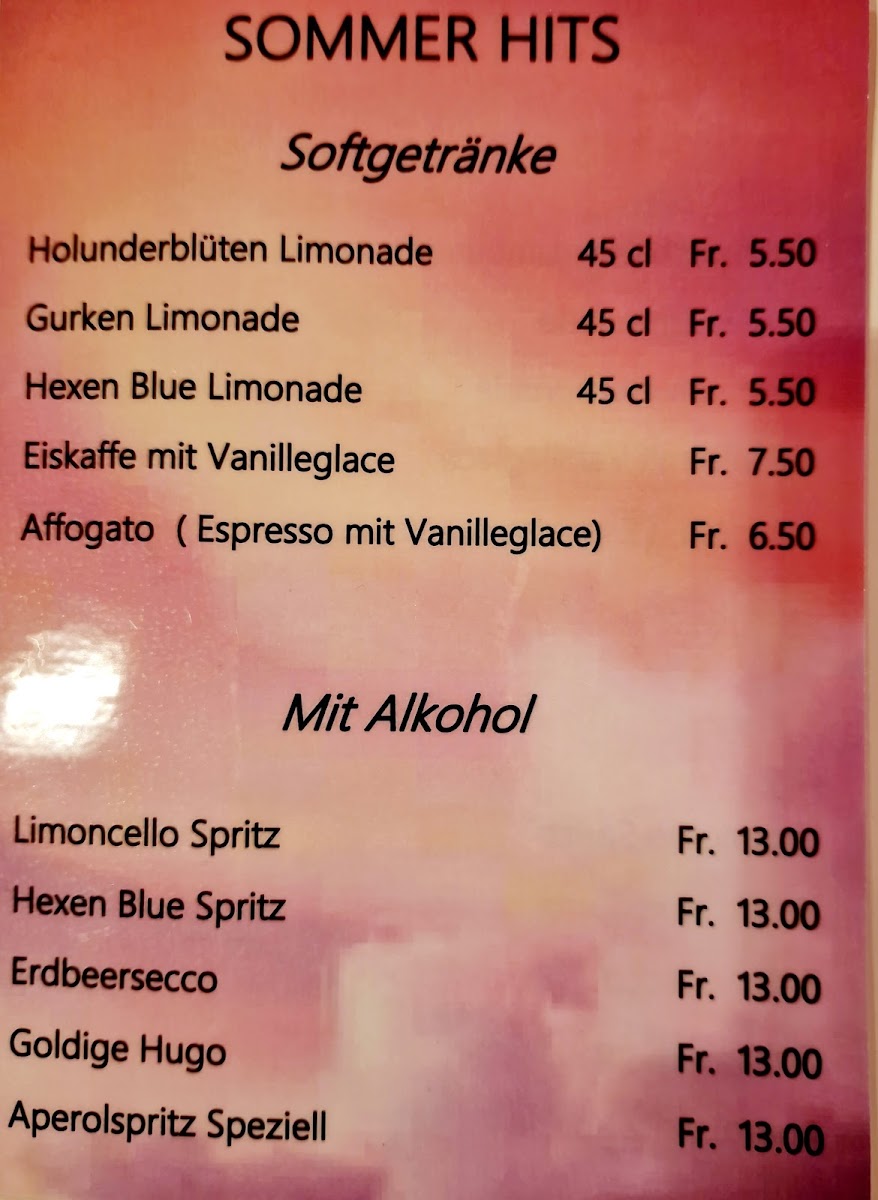 SOMMER HITS
Softgetränke
Holunderblüten Limonade 45 cl Fr. 5.50
Gurken Limonade 45 cl Fr. 5.50
Hexen Blue Limonade 45 cl Fr. 5.50
Eiskaffe mit Vanilleglace Fr. 7.50
Affogato ( Espresso mit Vanilleglace) Fr. 6.50
Mit Alkohol
Limoncello Spritz Fr. 13.00
Hexen Blue Spritz Fr. 13.00
Erdbeersecco Fr. 13.00
Goldige Hugo Fr. 13.00
Aperolspritz Speziell Fr. 13.00